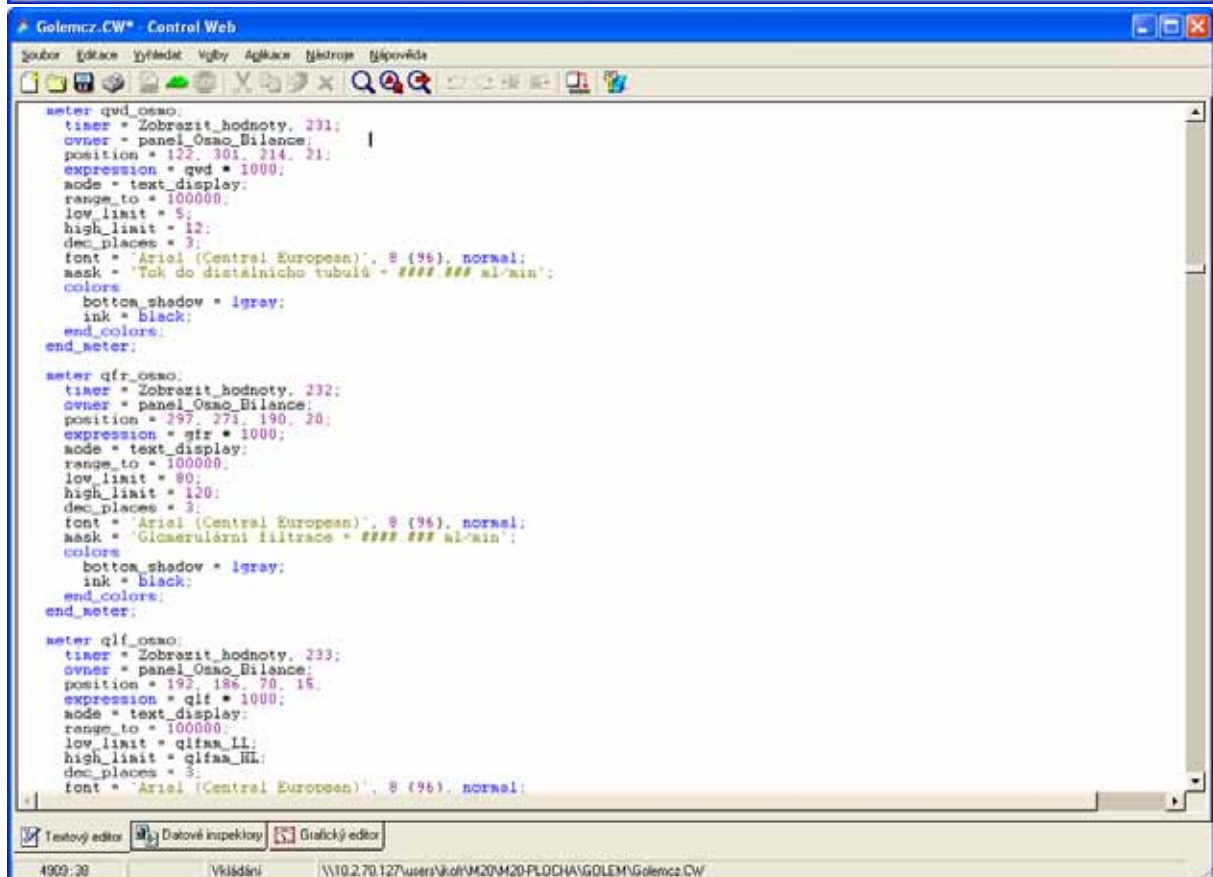 Golemcz.CW* - Control Web
Soubor Editace Vyhledat Volby Aplikace Nástroje Nápověda
meter qvd_osmo;
timer = Zobrazit_hodnoty, 231;
owner = panel_Osmo_Bilance;
position = 122, 301, 214, 21;
expression = qvd * 1000;
mode = text_display;
range_to = 100000;
low_limit = 5;
high_limit = 12;
dec_places = 3;
font = 'Arial (Central European)', 8 {96}, normal;
mask = 'Tok do distálního tubulů = ####.### ml/min';
colors
bottom_shadow = lgray;
ink = black;
end_colors;
end_meter;
meter qfr_osmo;
timer = Zobrazit_hodnoty, 232;
owner = panel_Osmo_Bilance;
position = 297, 271, 190, 20;
expression = gfr * 1000;
mode = text_display;
range_to = 100000;
low_limit = 80;
high_limit = 120;
dec_places = 3;
font = 'Arial (Central European)', 8 {96}, normal;
mask = 'Glomerulární filtrace = ####.### ml/min';
colors
bottom_shadow = lgray;
ink = black;
end_colors;
end_meter;
meter qlf_osmo;
timer = Zobrazit_hodnoty, 233;
owner = panel_Osmo_Bilance;
position = 192, 186, 70, 15;
expression = qlf * 1000;
mode = text_display;
range_to = 100000;
low_limit = qlfmm_LL;
high_limit = qlfmm_HL;
dec_places = 3;
font = 'Arial (Central European)', 8 {96}, normal;
Textový editor Datové inspektory Grafický editor
4909:38 Vkládání \\10.2.70.127\users\jkofr\M20\M20-PLOCHA\GOLEM\Golemcz.CW